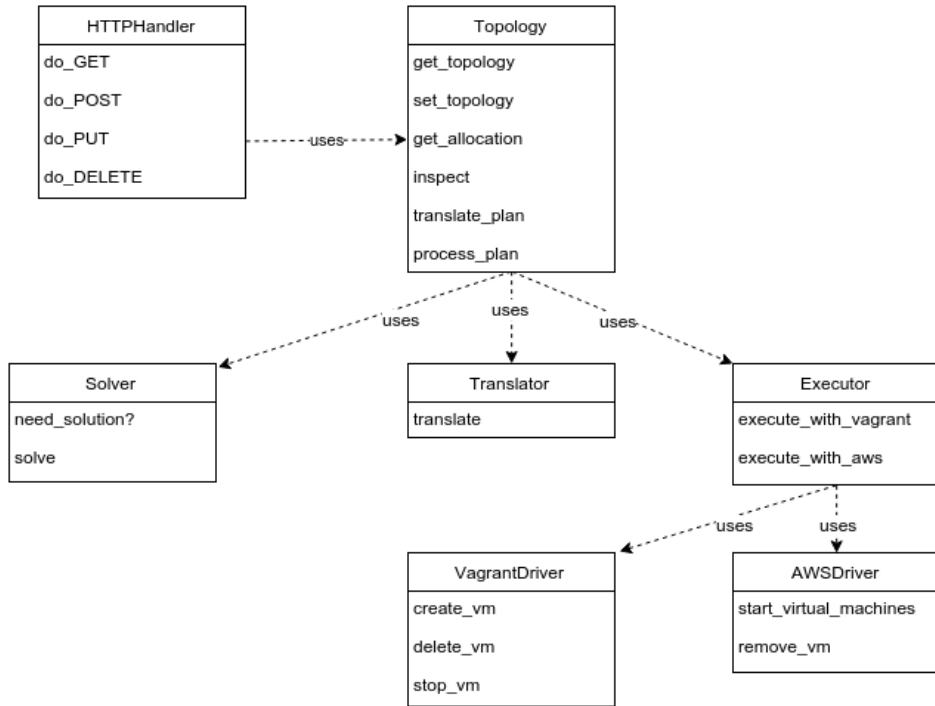 HTTPHandler
do_GET
do_POST
do_PUT
do_DELETE
uses
Topology
get_topology
set_topology
get_allocation
inspect
translate_plan
process_plan
uses
uses
uses
Solver
need_solution?
solve
Translator
translate
Executor
execute_with_vagrant
execute_with_aws
uses
uses
VagrantDriver
create_vm
delete_vm
stop_vm
AWSDriver
start_virtual_machines
remove_vm